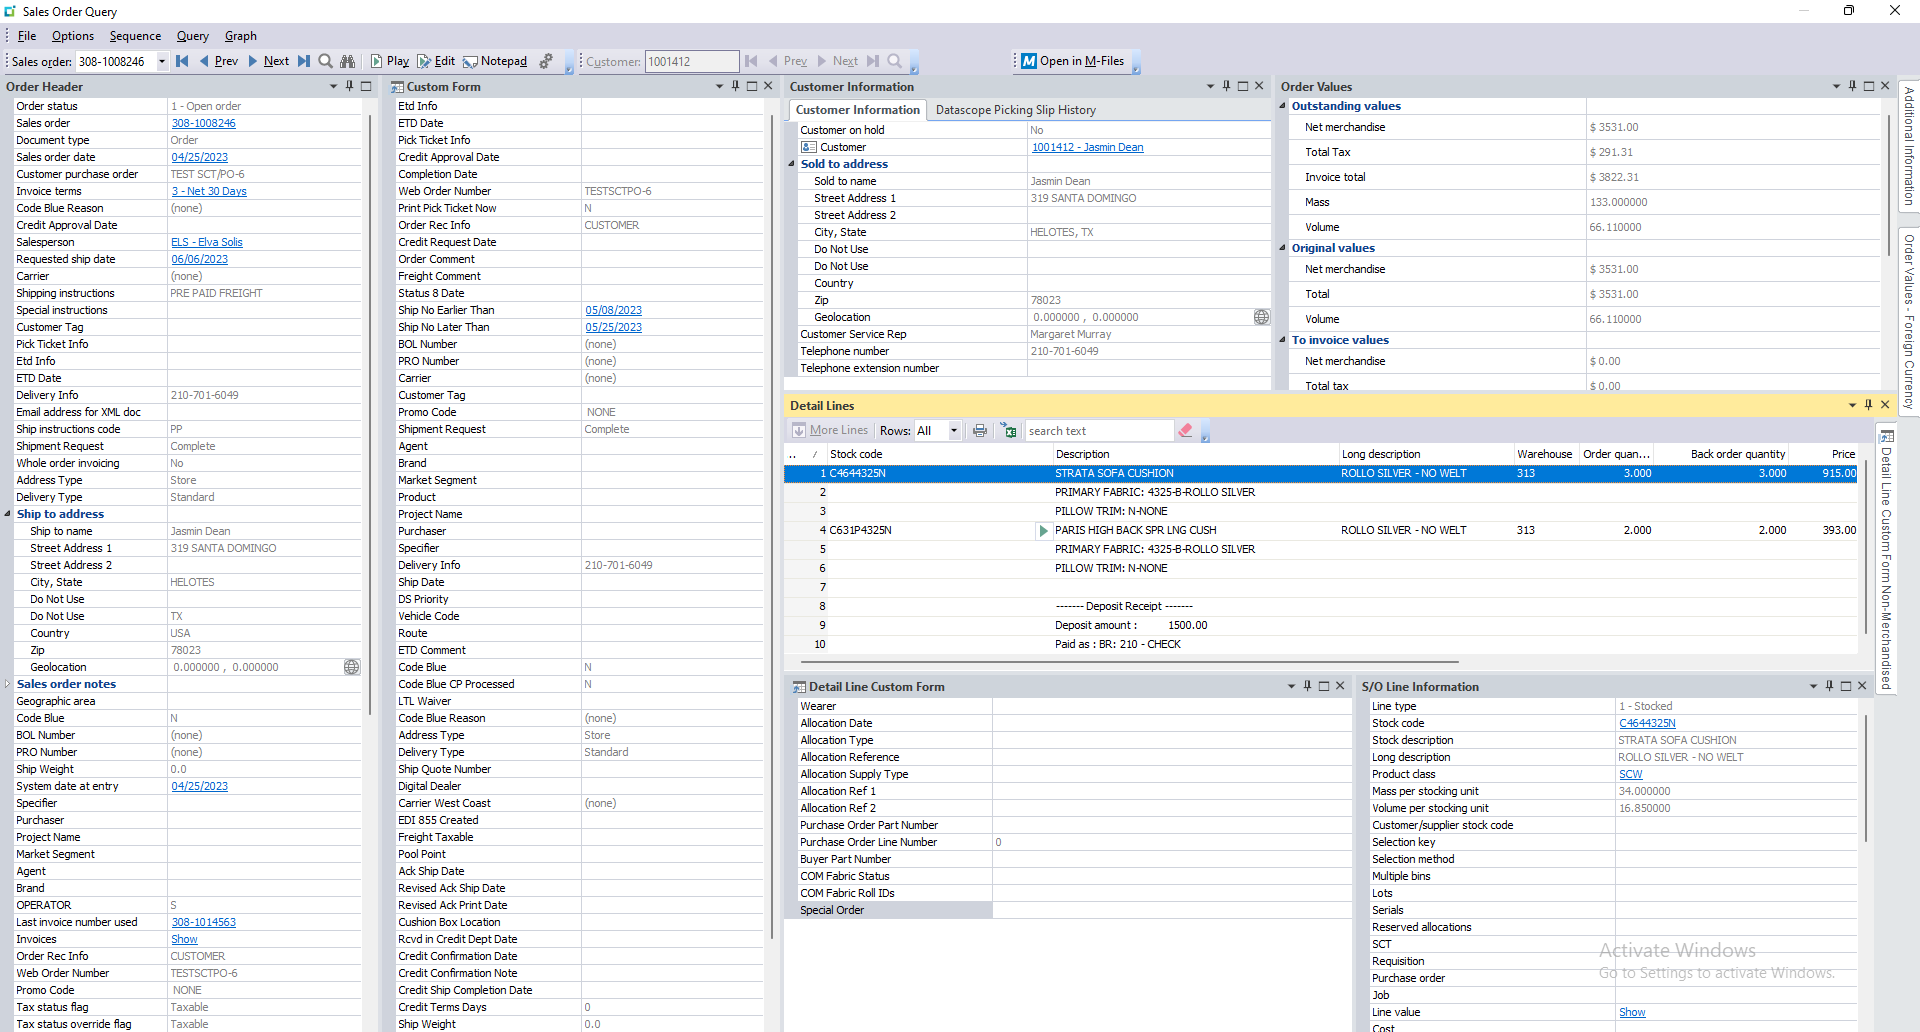 Sales Order Query
File Options Sequence Query Graph
Sales order: 308-1008246 Prev Next Play Edit Notepad Customer: 1001412 Prev Next Open in M-Files
Order Header
Order status 1 - Open order
Sales order 308-1008246
Document type Order
Sales order date 04/25/2023
Customer purchase order TEST SCT/PO-6
Invoice terms 3 - Net 30 Days
Code Blue Reason (none)
Credit Approval Date
Salesperson ELS - Elva Solis
Requested ship date 06/06/2023
Carrier (none)
Shipping instructions PRE PAID FREIGHT
Special instructions
Customer Tag
Pick Ticket Info
Etd Info
ETD Date
Delivery Info 210-701-6049
Email address for XML doc
Ship instructions code PP
Shipment Request Complete
Whole order invoicing No
Address Type Store
Delivery Type Standard
Ship to address
Ship to name Jasmin Dean
Street Address 1 319 SANTA DOMINGO
Street Address 2
City, State HELOTES
Do Not Use
Do Not Use TX
Country USA
Zip 78023
Geolocation 0.000000 , 0.000000
Sales order notes
Geographic area
Code Blue N
BOL Number (none)
PRO Number (none)
Ship Weight 0.0
System date at entry 04/25/2023
Specifier
Purchaser
Project Name
Market Segment
Agent
Brand
OPERATOR S
Last invoice number used 308-1014563
Invoices Show
Order Rec Info CUSTOMER
Web Order Number TESTSCTPO-6
Promo Code NONE
Tax status flag Taxable
Tax status override flag Taxable
Custom Form
Etd Info
ETD Date
Pick Ticket Info
Credit Approval Date
Completion Date
Web Order Number TESTSCTPO-6
Print Pick Ticket Now N
Order Rec Info CUSTOMER
Credit Request Date
Order Comment
Freight Comment
Status 8 Date
Ship No Earlier Than 05/08/2023
Ship No Later Than 05/25/2023
BOL Number (none)
PRO Number (none)
Carrier (none)
Customer Tag
Promo Code NONE
Shipment Request Complete
Agent
Brand
Market Segment
Product
Project Name
Purchaser
Specifier
Delivery Info 210-701-6049
Ship Date
DS Priority
Vehicle Code
Route
ETD Comment
Code Blue N
Code Blue CP Processed N
LTL Waiver
Code Blue Reason (none)
Address Type Store
Delivery Type Standard
Ship Quote Number
Digital Dealer
Carrier West Coast (none)
EDI 855 Created
Freight Taxable
Pool Point
Ack Ship Date
Revised Ack Ship Date
Revised Ack Print Date
Cushion Box Location
Rcvd in Credit Dept Date
Credit Confirmation Date
Credit Confirmation Note
Credit Ship Completion Date
Credit Terms Days 0
Ship Weight 0.0
Customer Information
Customer Information Datascope Picking Slip History
Customer on hold No
Customer 1001412 - Jasmin Dean
Sold to address
Sold to name Jasmin Dean
Street Address 1 319 SANTA DOMINGO
Street Address 2
City, State HELOTES, TX
Do Not Use
Do Not Use
Country
Zip 78023
Geolocation 0.000000 , 0.000000
Customer Service Rep Margaret Murray
Telephone number 210-701-6049
Telephone extension number
Order Values
Outstanding values
Net merchandise $ 3531.00
Total Tax $ 291.31
Invoice total $ 3822.31
Mass 133.000000
Volume 66.110000
Original values
Net merchandise $ 3531.00
Total $ 3531.00
Volume 66.110000
To invoice values
Net merchandise $ 0.00
Total tax $ 0.00
Additional Information
Order Values - Foreign Currency
Detail Lines
More Lines Rows: All search text
.. / Stock code Description Long description Warehouse Order quan... Back order quantity Price
1 C4644325N STRATA SOFA CUSHION ROLLO SILVER - NO WELT 313 3.000 3.000 915.00
2 PRIMARY FABRIC: 4325-B-ROLLO SILVER
3 PILLOW TRIM: N-NONE
4 C631P4325N PARIS HIGH BACK SPR LNG CUSH ROLLO SILVER - NO WELT 313 2.000 2.000 393.00
5 PRIMARY FABRIC: 4325-B-ROLLO SILVER
6 PILLOW TRIM: N-NONE
7
8 ------- Deposit Receipt -------
9 Deposit amount : 1500.00
10 Paid as : BR: 210 - CHECK
Detail Line Custom Form Non-Merchandised
Detail Line Custom Form
Wearer
Allocation Date
Allocation Type
Allocation Reference
Allocation Supply Type
Allocation Ref 1
Allocation Ref 2
Purchase Order Part Number
Purchase Order Line Number 0
Buyer Part Number
COM Fabric Status
COM Fabric Roll IDs
Special Order
S/O Line Information
Line type 1 - Stocked
Stock code C4644325N
Stock description STRATA SOFA CUSHION
Long description ROLLO SILVER - NO WELT
Product class SCW
Mass per stocking unit 34.000000
Volume per stocking unit 16.850000
Customer/supplier stock code
Selection key
Selection method
Multiple bins
Lots
Serials
Reserved allocations
SCT
Requisition
Purchase order
Job
Line value Show
Cost
Activate Windows
Go to Settings to activate Windows.